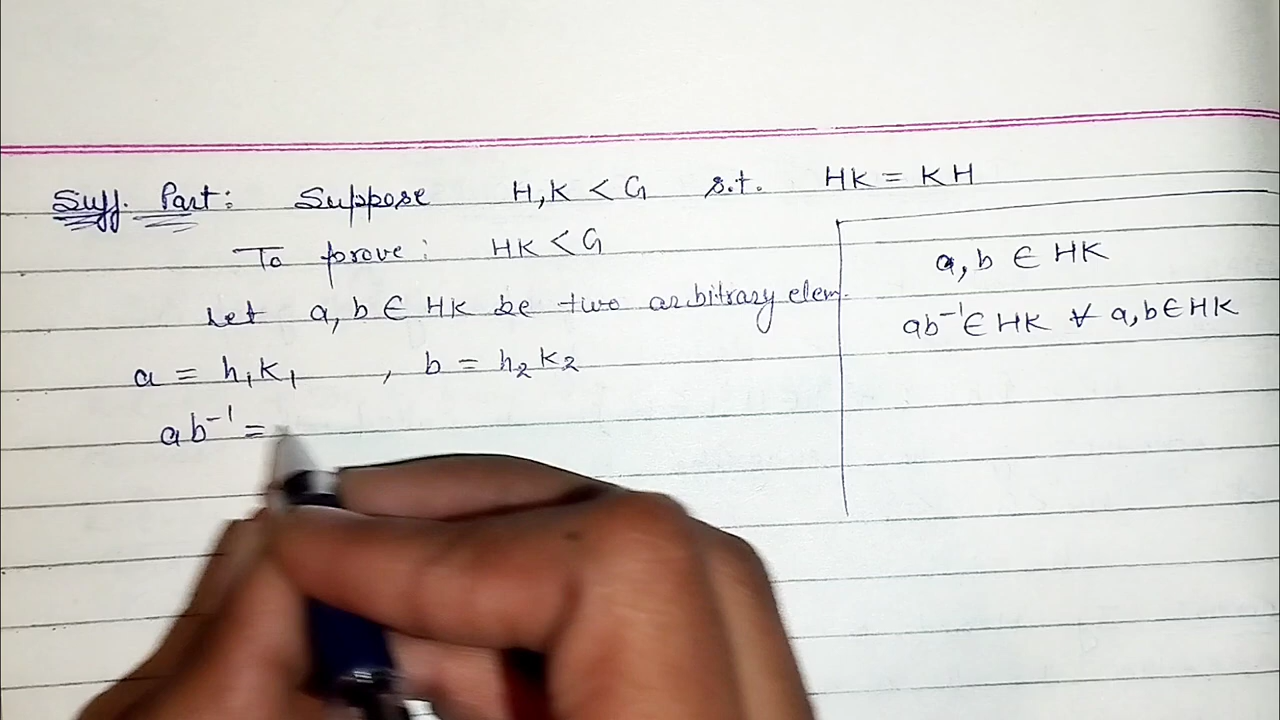 Suff. Part: Suppose H,K < G s.t. HK = KH
To prove: HK < G
Let a, b ∈ HK be two arbitrary elem.
a = h₁k₁ , b = h₂k₂
ab⁻¹ =
a, b ∈ HK
ab⁻¹ ∈ HK ∀ a,b ∈ HK